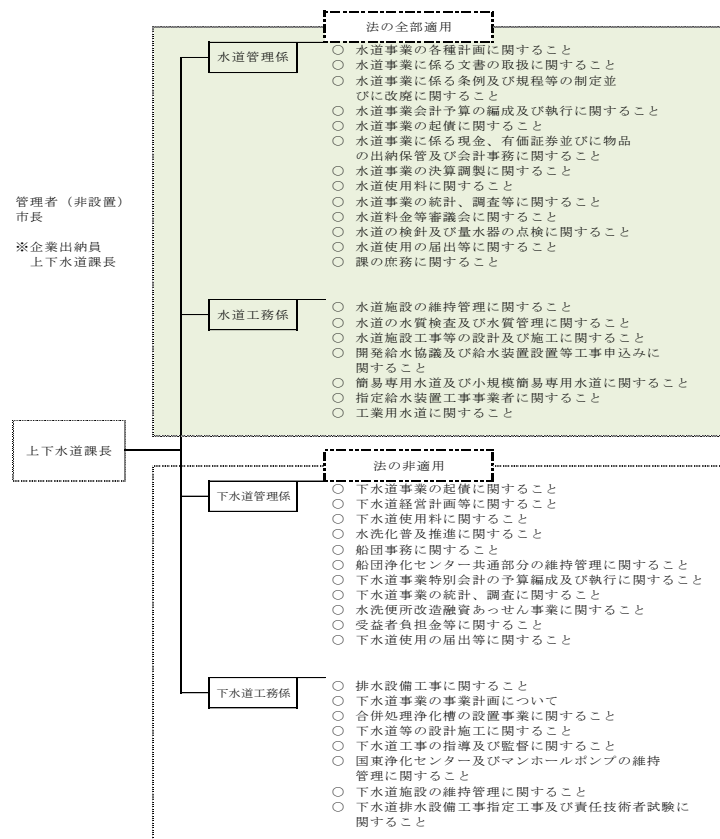 法の全部適用
水道管理係
○ 水道事業の各種計画に関すること
○ 水道事業に係る文書の取扱に関すること
○ 水道事業に係る条例及び規程等の制定並
びに改廃に関すること
○ 水道事業会計予算の編成及び執行に関すること
○ 水道事業の起債に関すること
○ 水道事業に係る現金、有価証券並びに物品
の出納保管及び会計事務に関すること
○ 水道事業の決算調製に関すること
○ 水道使用料に関すること
○ 水道事業の統計、調査等に関すること
○ 水道料金等審議会に関すること
○ 水道の検針及び量水器の点検に関すること
○ 水道使用の届出等に関すること
○ 課の庶務に関すること
管理者（非設置）
市長
※企業出納員
上下水道課長
水道工務係
○ 水道施設の維持管理に関すること
○ 水道の水質検査及び水質管理に関すること
○ 水道施設工事等の設計及び施工に関すること
○ 開発給水協議及び給水装置設置等工事申込みに
関すること
○ 簡易専用水道及び小規模簡易専用水道に関すること
○ 指定給水装置工事事業者に関すること
○ 工業用水道に関すること
上下水道課長
法の非適用
下水道管理係
○ 下水道事業の起債に関すること
○ 下水道経営計画等に関すること
○ 下水道使用料に関すること
○ 水洗化普及推進に関すること
○ 船団事務に関すること
○ 船団浄化センター共通部分の維持管理に関すること
○ 下水道事業特別会計の予算編成及び執行に関すること
○ 下水道事業の統計、調査に関すること
○ 水洗便所改造融資あっせん事業に関すること
○ 受益者負担金等に関すること
○ 下水道使用の届出等に関すること
下水道工務係
○ 排水設備工事に関すること
○ 下水道事業の事業計画について
○ 合併処理浄化槽の設置事業に関すること
○ 下水道等の設計施工に関すること
○ 下水道工事の指導及び監督に関すること
○ 国東浄化センター及びマンホールポンプの維持
管理に関すること
○ 下水道施設の維持管理に関すること
○ 下水道排水設備工事指定工事及び責任技術者試験に
関すること